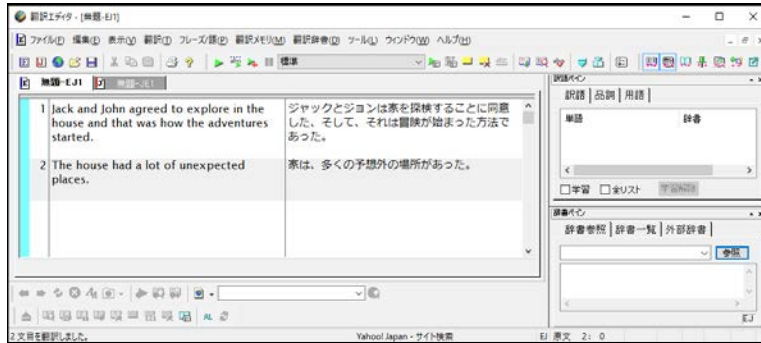 翻訳エディタ - [無題-EJ1]
ファイル(F) 編集(E) 表示(V) 翻訳(T) フレーズ/語(P) 翻訳メモリ(M) 翻訳辞書(D) ツール(L) ウィンドウ(W) ヘルプ(H)
標準
無題-EJ1 無題-JE1
1 Jack and John agreed to explore in the
house and that was how the adventures
started.
ジャックとジョンは家を探検することに同意
した、そして、それは冒険が始まった方法で
あった。
2 The house had a lot of unexpected
places.
家は、多くの予想外の場所があった。
訳語ペイン
訳語 品詞 用語
単語 辞書
学習 全リスト 学習解除
辞書ペイン
辞書参照 辞書一覧 外部辞書
参照
EJ
2 文目を翻訳しました。 Yahoo! Japan - サイト検索 EJ 原文 2: 0